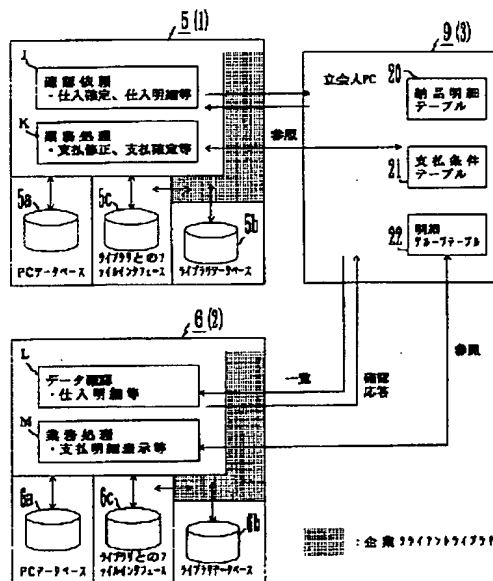 5(1)
J
確認依頼
・仕入確定、仕入明細等
K
業務処理
・支払修正、支払確定等
5a
5c
5b
PCデータベース
ライブラリとのファイルインタフェース
ライブラリデータベース
参照
9(3)
立会人PC
20
納品明細
テーブル
21
支払条件
テーブル
22
明細
グループテーブル
6(2)
L
データ確認
・仕入明細等
M
業務処理
・支払明細表示等
6a
6c
6b
PCデータベース
ライブラリとのファイルインタフェース
ライブラリデータベース
一覧
確認
応答
参照
:企業クライアントライブラリ